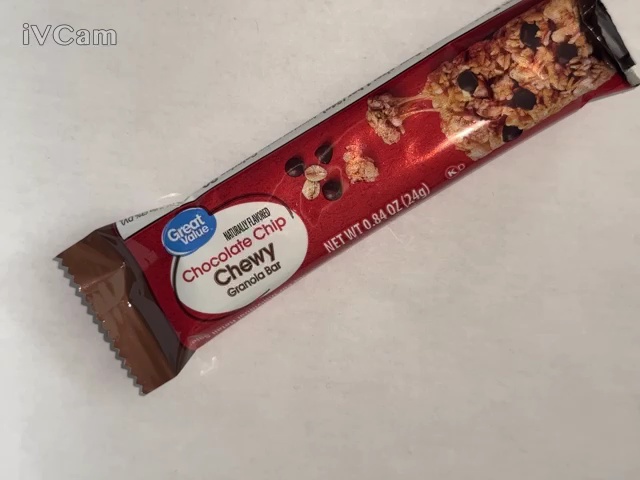 iVCam
Great
Value
NATURALLY FLAVORED
Chocolate Chip
Chewy
Granola Bar
NET WT 0.84 OZ (24g)
K D